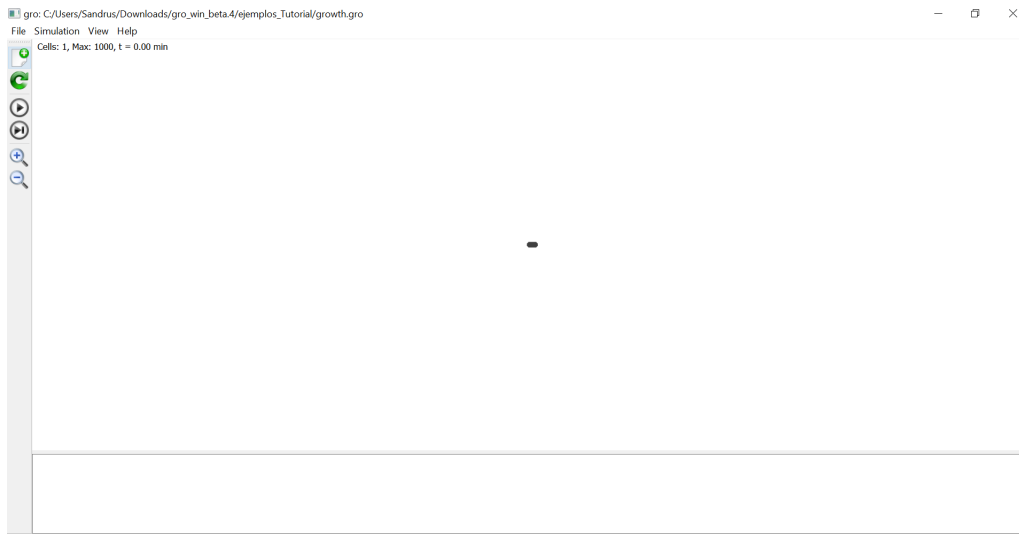 gro: C:/Users/Sandrus/Downloads/gro_win_beta.4/ejemplos_Tutorial/growth.gro
File Simulation View Help
Cells: 1, Max: 1000, t = 0.00 min